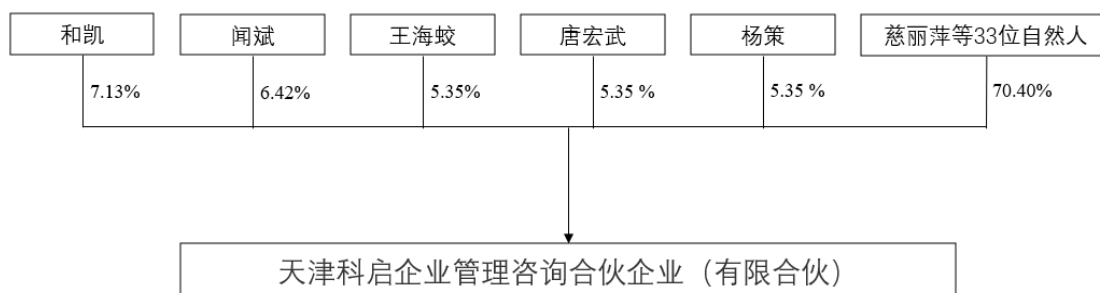 和凯
闻斌
王海蛟
唐宏武
杨策
慈丽萍等33位自然人
7.13%
6.42%
5.35%
5.35 %
5.35 %
70.40%
天津科启企业管理咨询合伙企业（有限合伙）